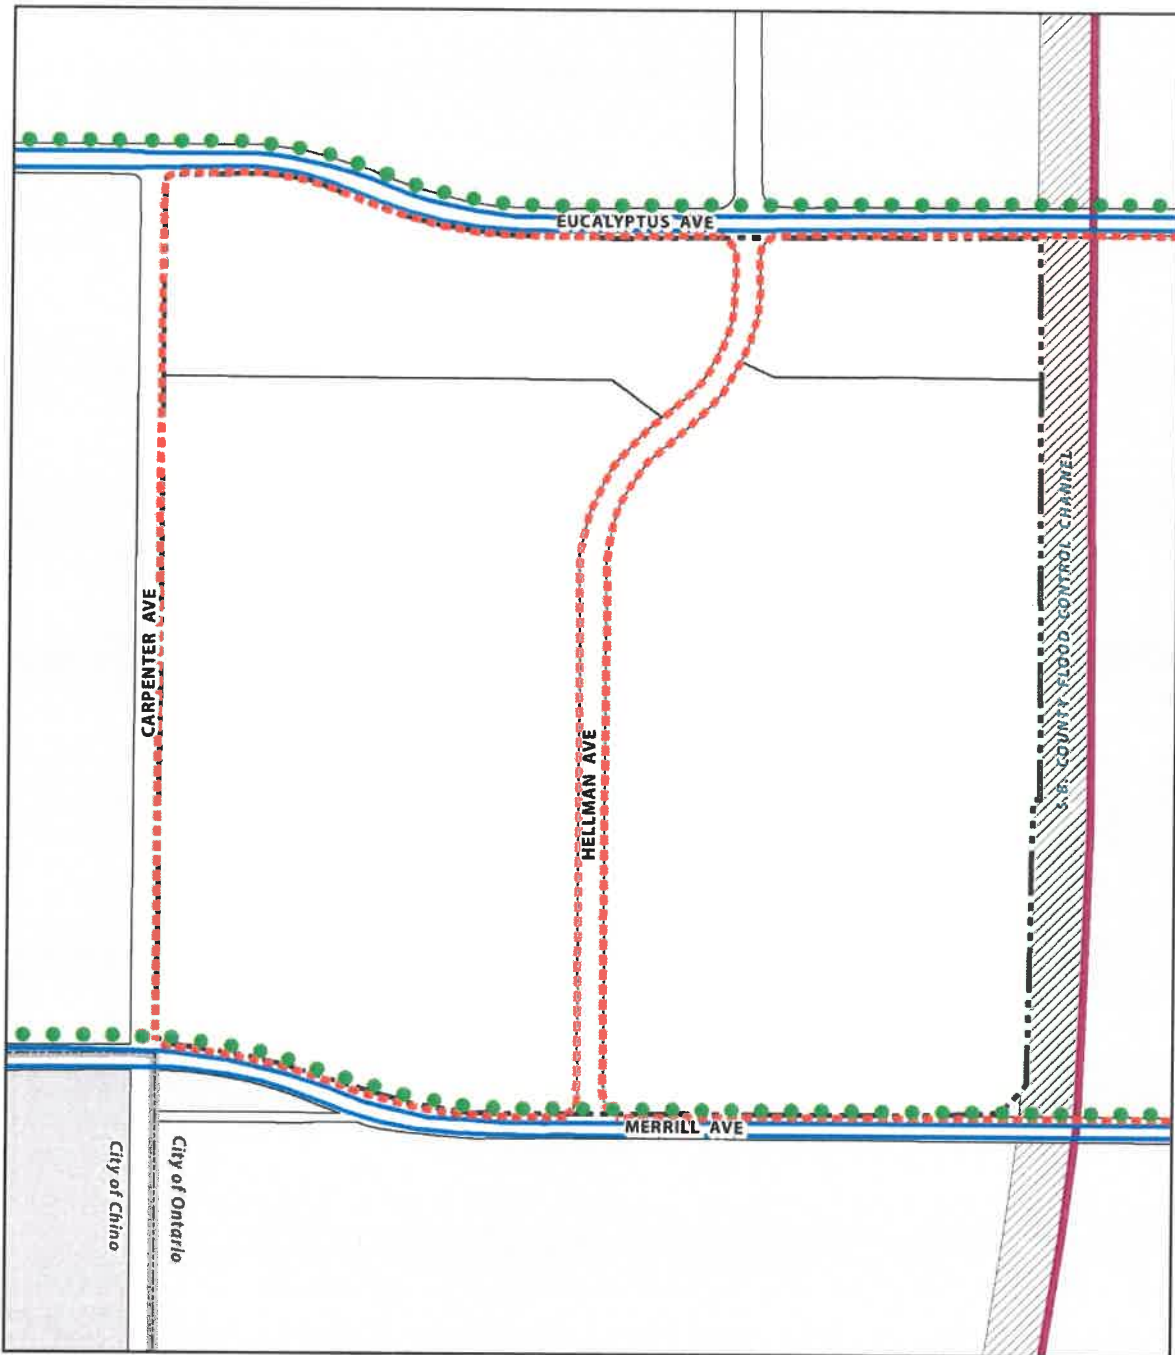 EUCALYPTUS AVE
CARPENTER AVE
HELLMAN AVE
S.B. COUNTY FLOOD CONTROL CHANNEL
MERRILL AVE
City of Chino
City of Ontario